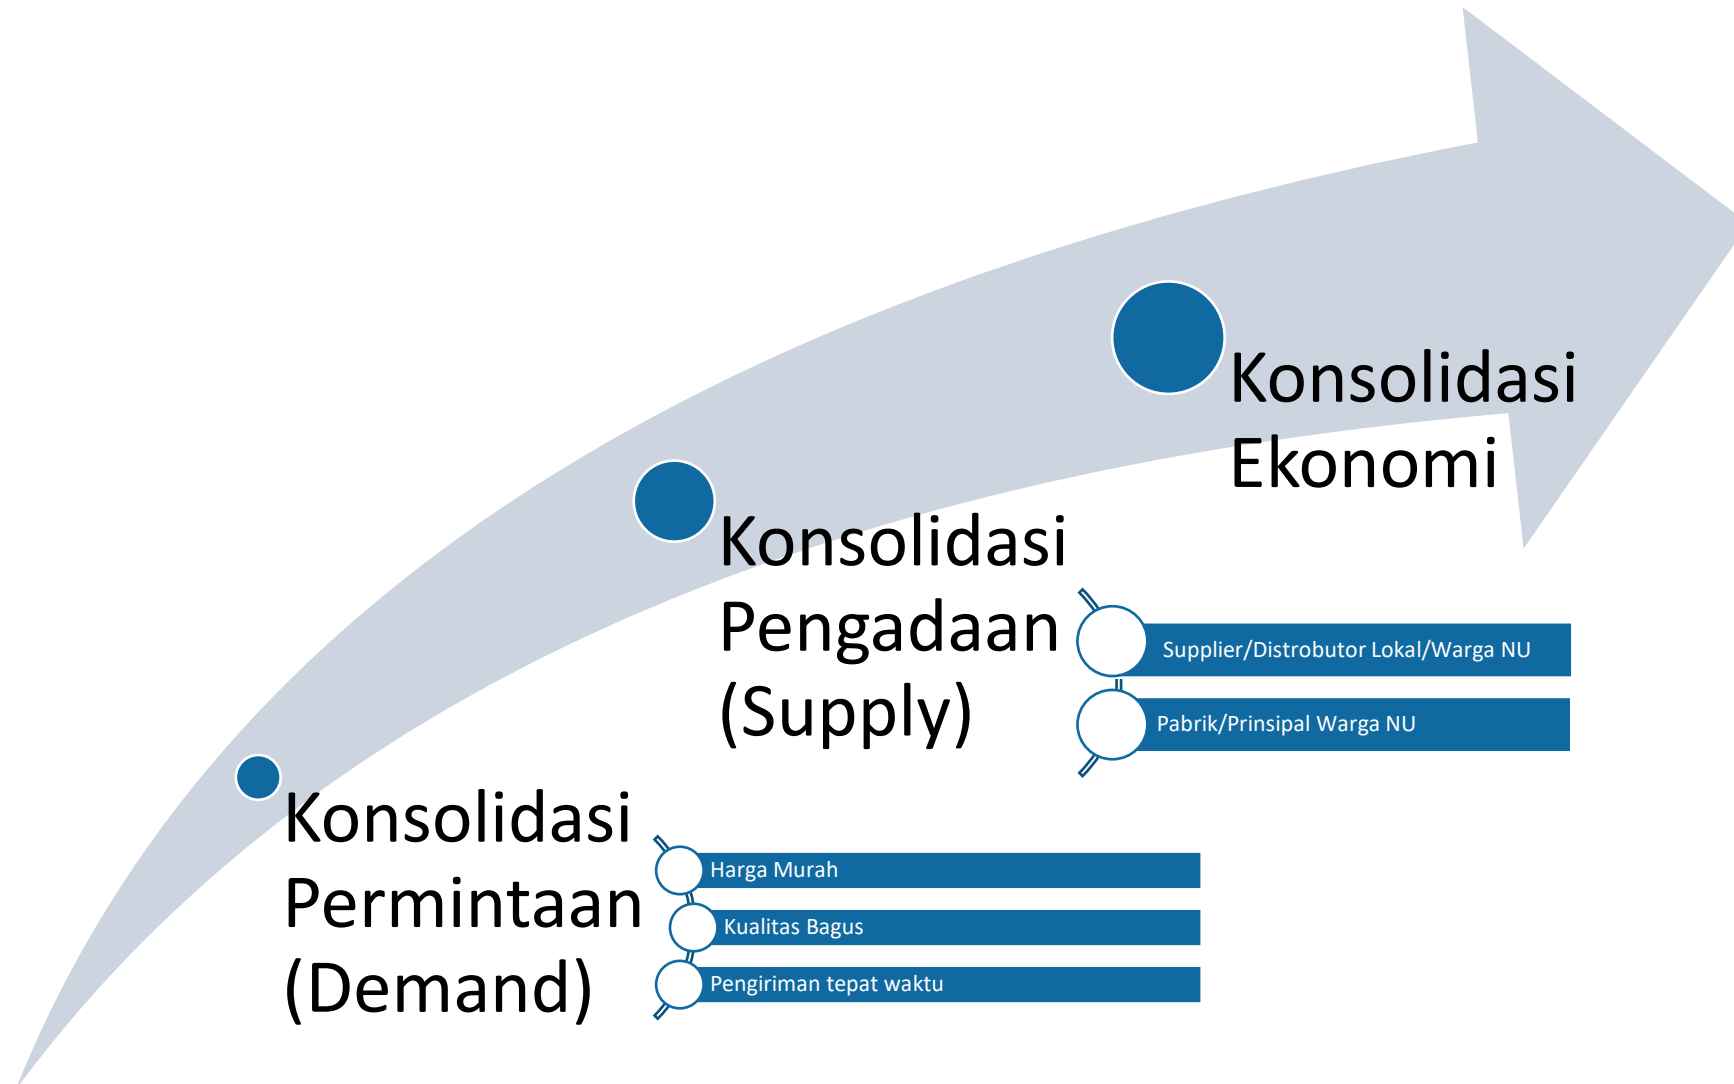 Konsolidasi
Permintaan
(Demand)
Harga Murah
Kualitas Bagus
Pengiriman tepat waktu
Konsolidasi
Pengadaan
(Supply)
Supplier/Distrobutor Lokal/Warga NU
Pabrik/Prinsipal Warga NU
Konsolidasi
Ekonomi